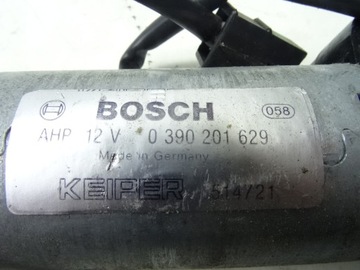 BOSCH 058
AHP 12 V 0 390 201 629
Made in Germany
KEIPER 514721